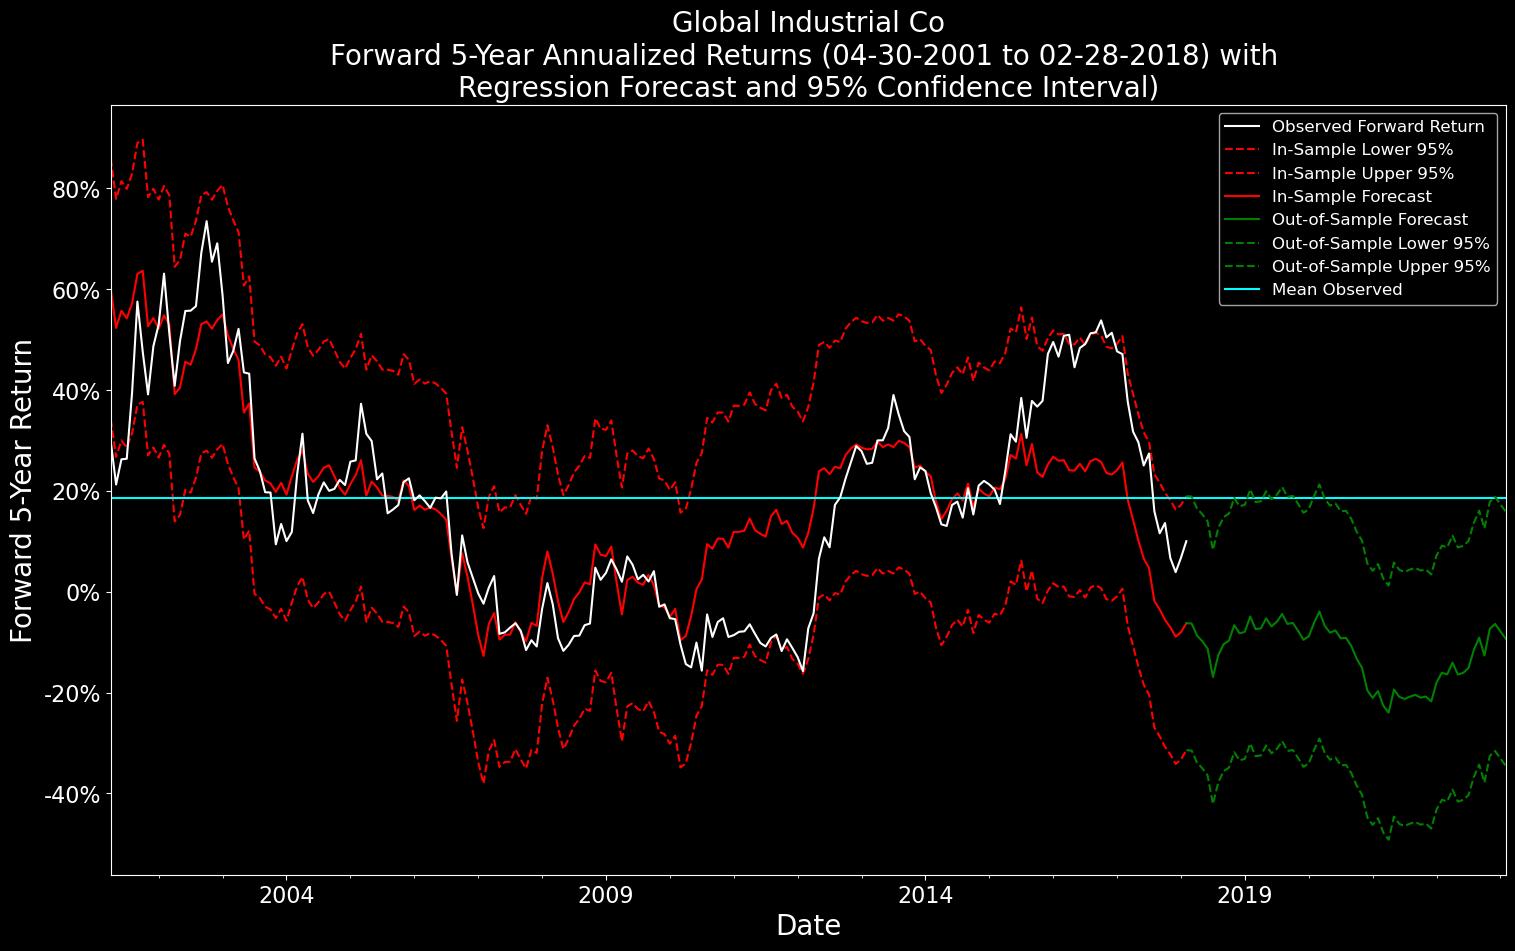 Global Industrial Co
Forward 5-Year Annualized Returns (04-30-2001 to 02-28-2018) with
Regression Forecast and 95% Confidence Interval)
Observed Forward Return
In-Sample Lower 95%
In-Sample Upper 95%
In-Sample Forecast
Out-of-Sample Forecast
Out-of-Sample Lower 95%
Out-of-Sample Upper 95%
Mean Observed
Forward 5-Year Return
80%
60%
40%
20%
0%
-20%
-40%
2004
2009
2014
2019
Date